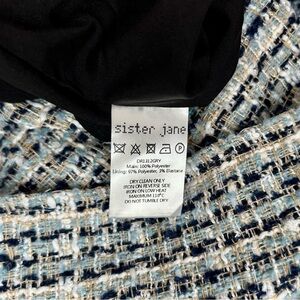 sister jane
DR1312GRY
Main: 100% Polyester
Lining: 97% Polyester, 3% Elastane
DRY CLEAN ONLY
IRON ON REVERSE SIDE
IRON ON LOW HEAT
MAXIMUM 110°C
DO NOT TUMBLE DRY